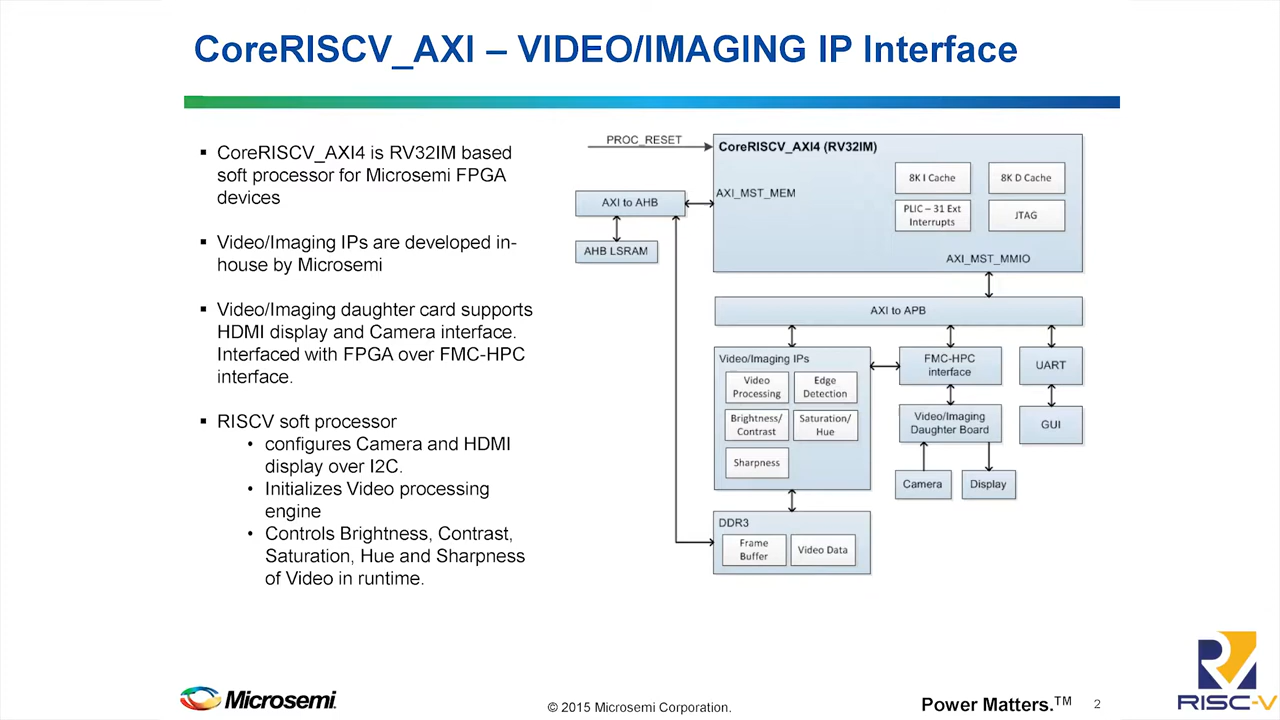 CoreRISCV_AXI – VIDEO/IMAGING IP Interface
▪ CoreRISCV_AXI4 is RV32IM based
soft processor for Microsemi FPGA
devices
▪ Video/Imaging IPs are developed in-
house by Microsemi
▪ Video/Imaging daughter card supports
HDMI display and Camera interface.
Interfaced with FPGA over FMC-HPC
interface.
▪ RISCV soft processor
• configures Camera and HDMI
display over I2C.
• Initializes Video processing
engine
• Controls Brightness, Contrast,
Saturation, Hue and Sharpness
of Video in runtime.
PROC_RESET
CoreRISCV_AXI4 (RV32IM)
8K I Cache
8K D Cache
AXI_MST_MEM
PLIC – 31 Ext
Interrupts
JTAG
AXI_MST_MMIO
AXI to AHB
AHB LSRAM
AXI to APB
Video/Imaging IPs
Video
Processing
Edge
Detection
Brightness/
Contrast
Saturation/
Hue
Sharpness
FMC-HPC
interface
UART
Video/Imaging
Daughter Board
GUI
Camera
Display
DDR3
Frame
Buffer
Video Data
Microsemi.
© 2015 Microsemi Corporation.
Power Matters.TM
2
RISC-V